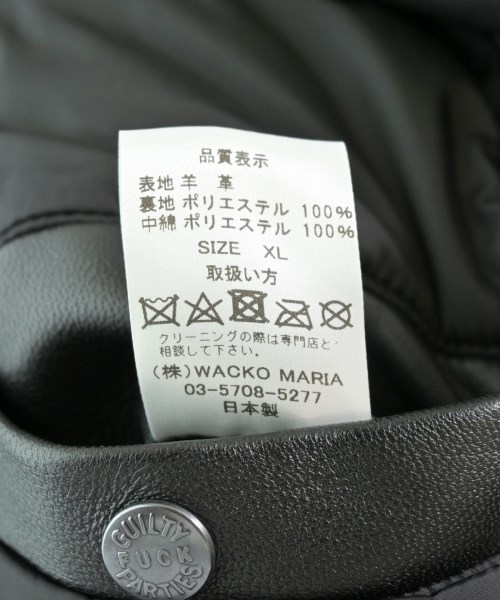 品質表示
表地 羊 革
裏地 ポリエステル 100%
中綿 ポリエステル 100%
SIZE XL
取扱い方
クリーニングの際は専門店と
相談して下さい。
(株)WACKO MARIA
03-5708-5277
日本製
GUILTY
FUCK
PARTIES